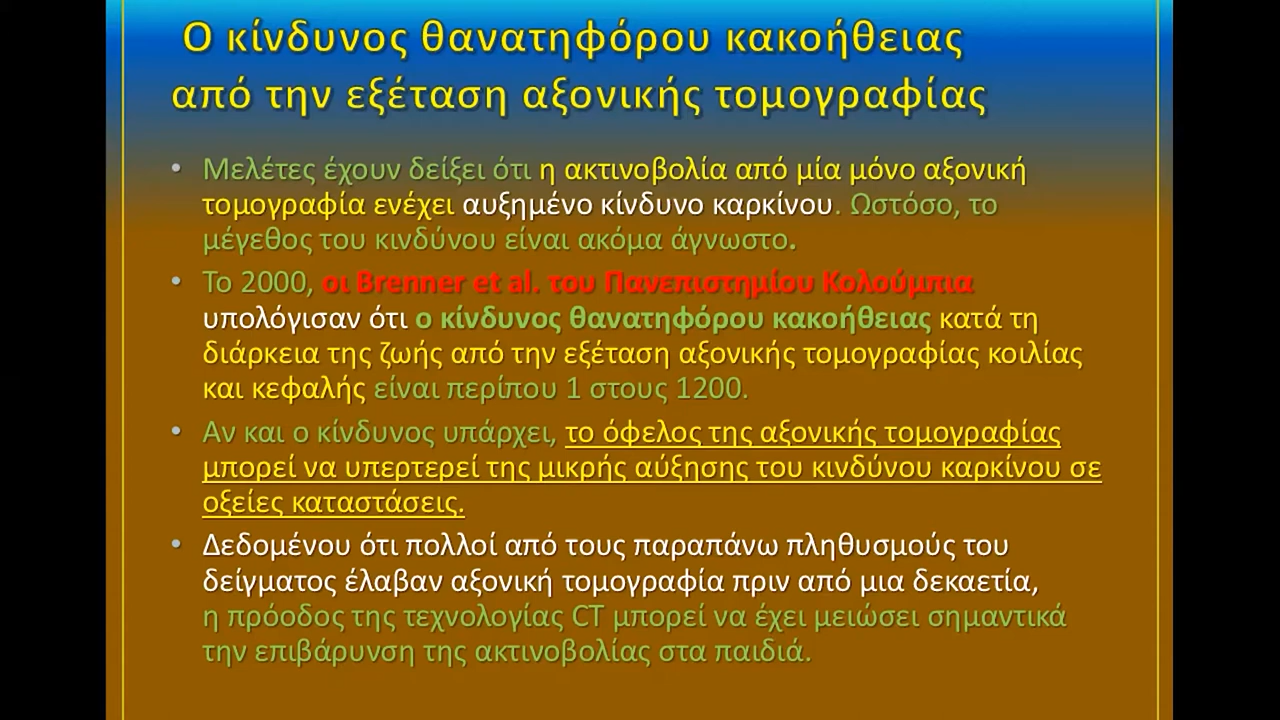 Ο κίνδυνος θανατηφόρου κακοήθειας
από την εξέταση αξονικής τομογραφίας
• Μελέτες έχουν δείξει ότι η ακτινοβολία από μία μόνο αξονική
τομογραφία ενέχει αυξημένο κίνδυνο καρκίνου. Ωστόσο, το
μέγεθος του κινδύνου είναι ακόμα άγνωστο.
• Το 2000, οι Brenner et al. του Πανεπιστημίου Κολούμπια
υπολόγισαν ότι ο κίνδυνος θανατηφόρου κακοήθειας κατά τη
διάρκεια της ζωής από την εξέταση αξονικής τομογραφίας κοιλίας
και κεφαλής είναι περίπου 1 στους 1200.
• Αν και ο κίνδυνος υπάρχει, το όφελος της αξονικής τομογραφίας
μπορεί να υπερτερεί της μικρής αύξησης του κινδύνου καρκίνου σε
οξείες καταστάσεις.
• Δεδομένου ότι πολλοί από τους παραπάνω πληθυσμούς του
δείγματος έλαβαν αξονική τομογραφία πριν από μια δεκαετία,
η πρόοδος της τεχνολογίας CT μπορεί να έχει μειώσει σημαντικά
την επιβάρυνση της ακτινοβολίας στα παιδιά.